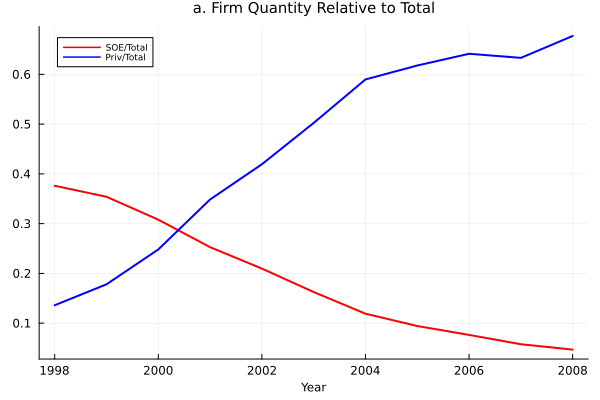 a. Firm Quantity Relative to Total
SOE/Total
Priv/Total
0.6
0.5
0.4
0.3
0.2
0.1
1998 2000 2002 2004 2006 2008
Year